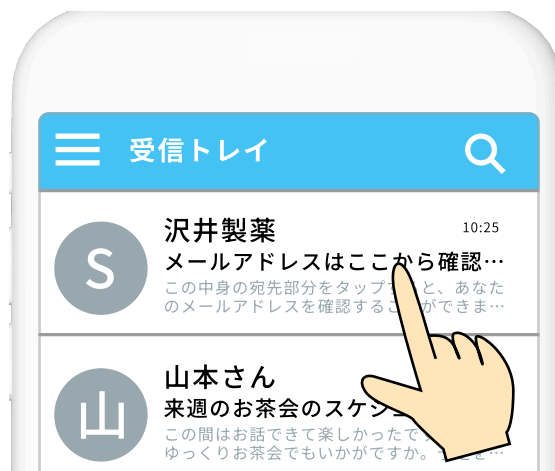 受信トレイ
S
沢井製薬
10:25
メールアドレスはここから確認…
この中身の宛先部分をタップ と、あなた
のメールアドレスを確認するこ ができま…
山
山本さん
来週のお茶会のスケジ
この間はお話できて楽しかったで
ゆっくりお茶会でもいかがですか。